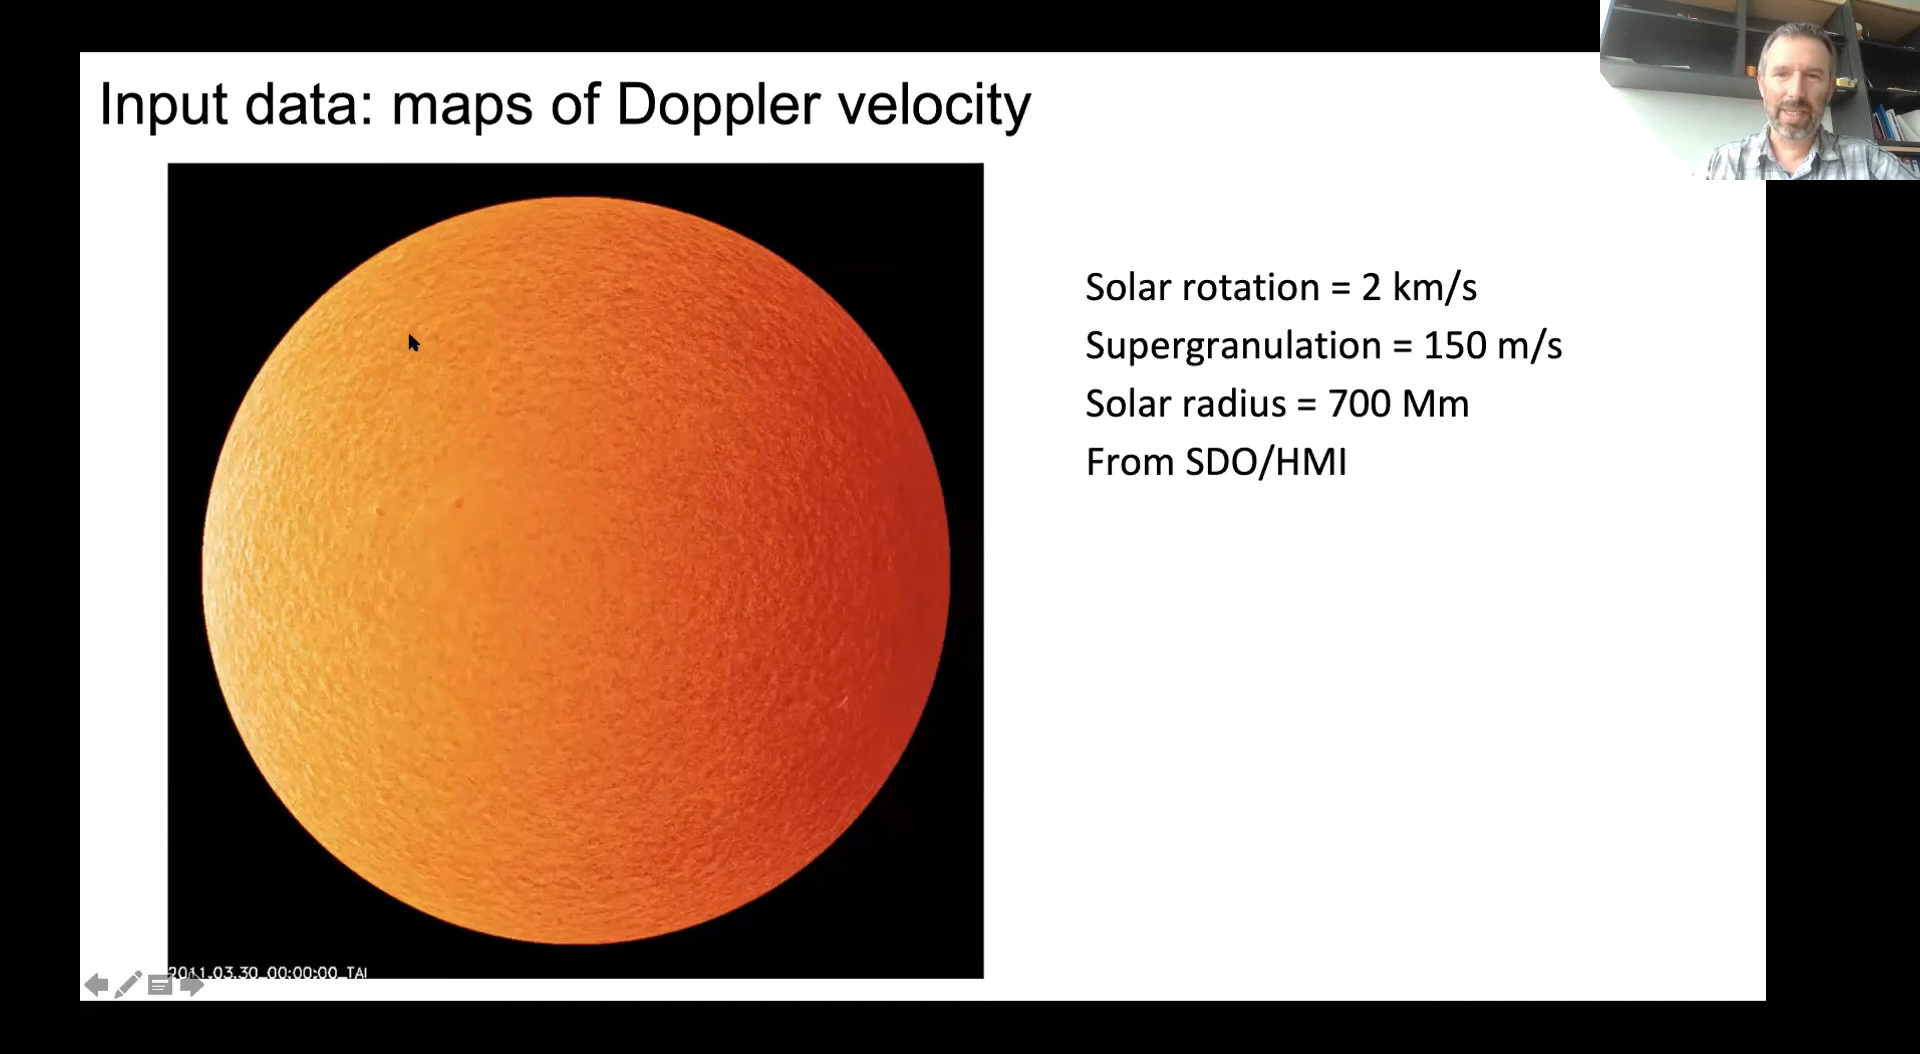 Input data: maps of Doppler velocity
Solar rotation = 2 km/s
Supergranulation = 150 m/s
Solar radius = 700 Mm
From SDO/HMI
2011.03.30_00:00:00_TAI